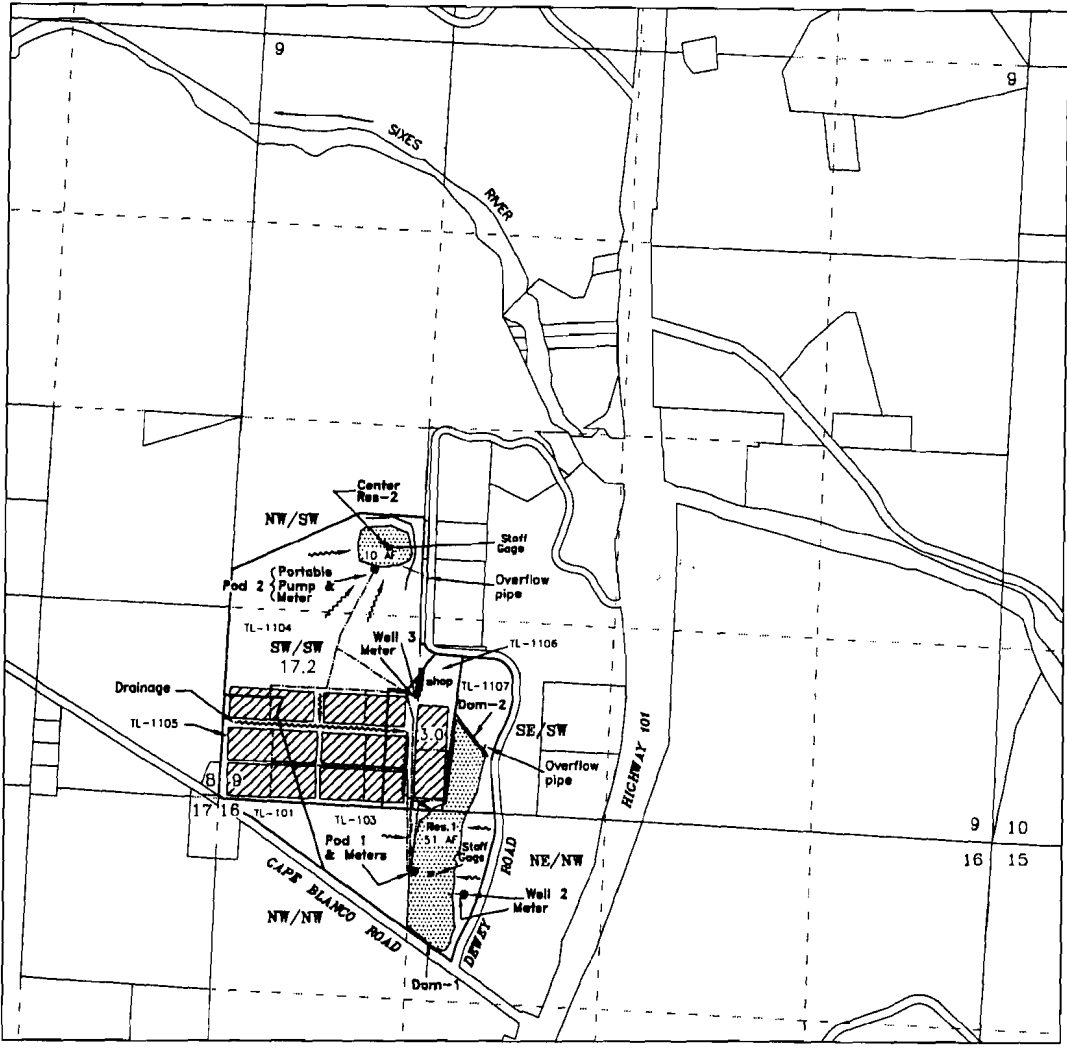 9
9
SIXES
RIVER
Center
Res-2
NW/SW
Staff
Gage
10 AF
Portable
Pod 2 { Pump &
Meter
Overflow
pipe
TL-1104
Well 3
Meter
TL-1106
SW/SW
17.2
shop
TL-1107
Drainage
Dam-2
TL-1105
3.0
SE/SW
Overflow
pipe
HIGHWAY 101
8 9
17 16
TL-101
TL-103
Res.1
51 AF
9 10
16 15
Pod 1
& Meters
Staff
Gage
NE/NW
ROAD
Well 2
Meter
CAPE BLANCO
ROAD
NW/NW
DEWEY
Dam-1